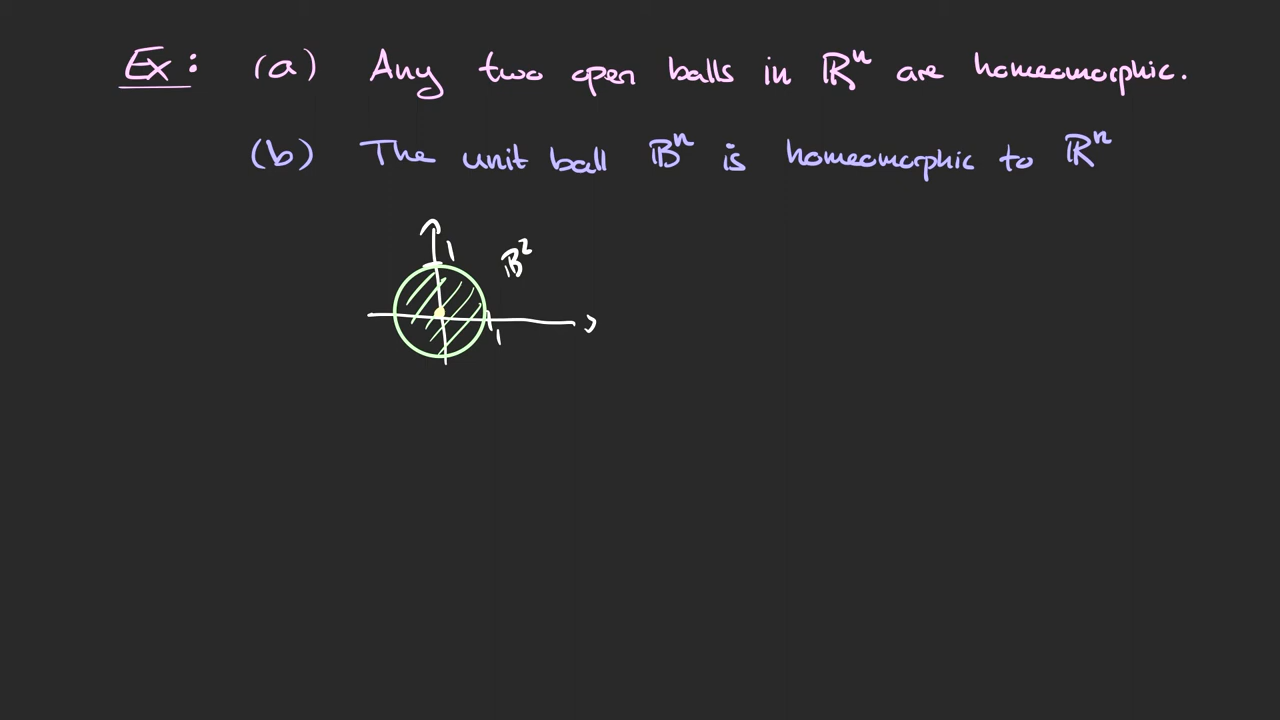 Ex: (a) Any two open balls in ℝⁿ are homeomorphic.
(b) The unit ball 𝔹ⁿ is homeomorphic to ℝⁿ
1
𝔹²
1